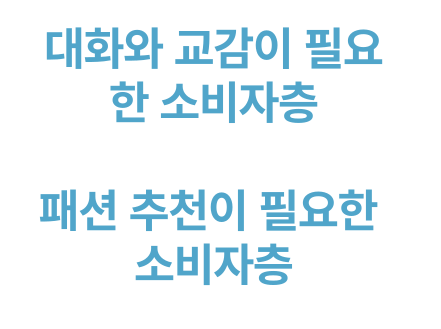 대화와 교감이 필요
한 소비자층
패션 추천이 필요한
소비자층